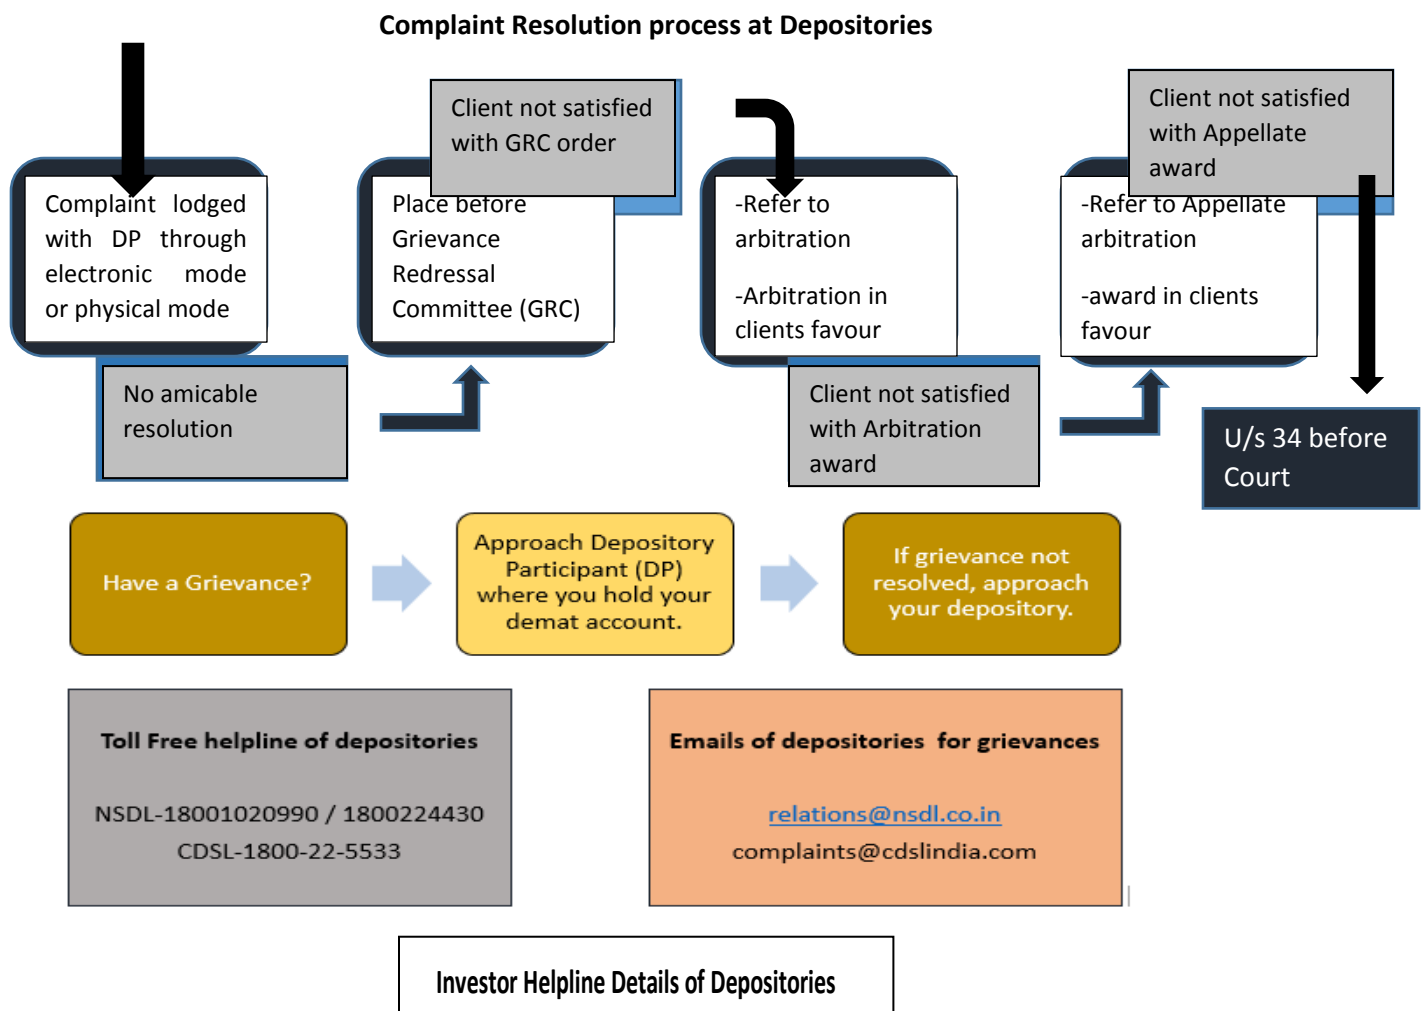 Complaint Resolution process at Depositories
Complaint lodged
with DP through
electronic mode
or physical mode
No amicable
resolution
Client not satisfied
with GRC order
Place before
Grievance
Redressal
Committee (GRC)
-Refer to
arbitration
-Arbitration in
clients favour
Client not satisfied
with Arbitration
award
Client not satisfied
with Appellate
award
-Refer to Appellate
arbitration
-award in clients
favour
U/s 34 before
Court
Have a Grievance?
Approach Depository
Participant (DP)
where you hold your
demat account.
If grievance not
resolved, approach
your depository.
Toll Free helpline of depositories
NSDL-18001020990 / 1800224430
CDSL-1800-22-5533
Emails of depositories for grievances
relations@nsdl.co.in
complaints@cdslindia.com
Investor Helpline Details of Depositories